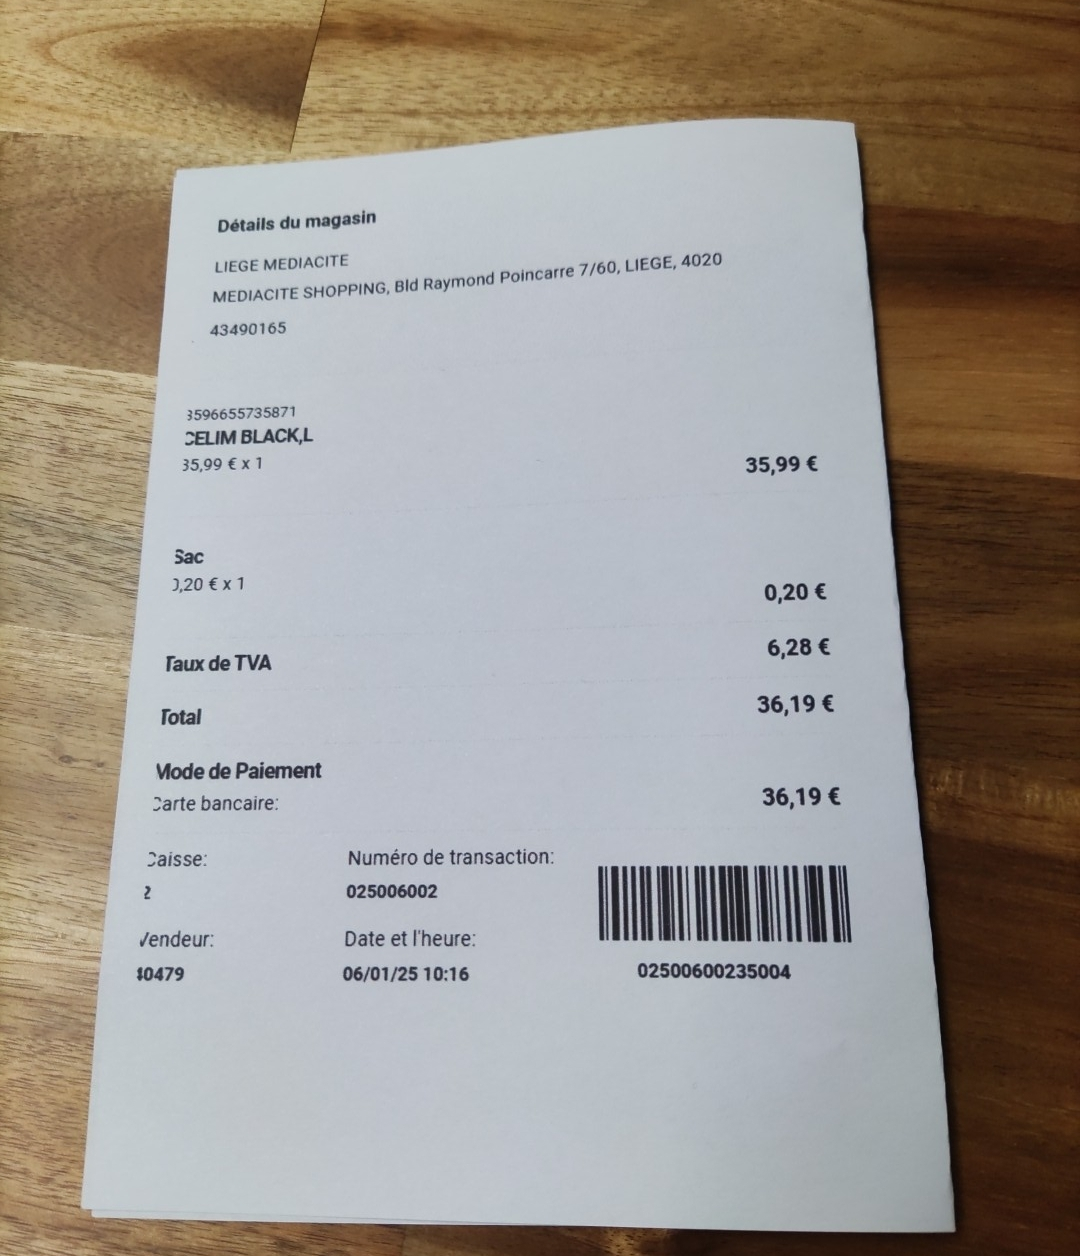 Détails du magasin
LIEGE MEDIACITE
MEDIACITE SHOPPING, Bld Raymond Poincarre 7/60, LIEGE, 4020
43490165
3596655735871
CELIM BLACK,L
35,99 € x 1 35,99 €
Sac
0,20 € x 1 0,20 €
Taux de TVA 6,28 €
Total 36,19 €
Mode de Paiement
Carte bancaire: 36,19 €
Caisse: Numéro de transaction:
2 025006002
Vendeur: Date et l'heure:
06/01/25 10:16 02500600235004